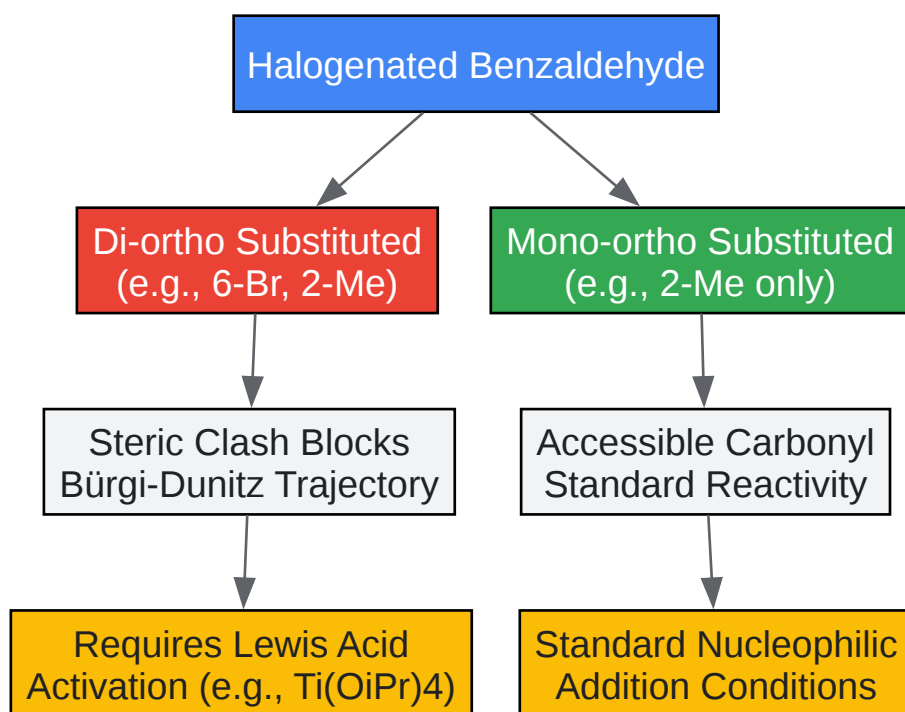 Halogenated Benzaldehyde
Di-ortho Substituted
(e.g., 6-Br, 2-Me)
Mono-ortho Substituted
(e.g., 2-Me only)
Steric Clash Blocks
Bürgi-Dunitz Trajectory
Accessible Carbonyl
Standard Reactivity
Requires Lewis Acid
Activation (e.g., Ti(OiPr)4)
Standard Nucleophilic
Addition Conditions